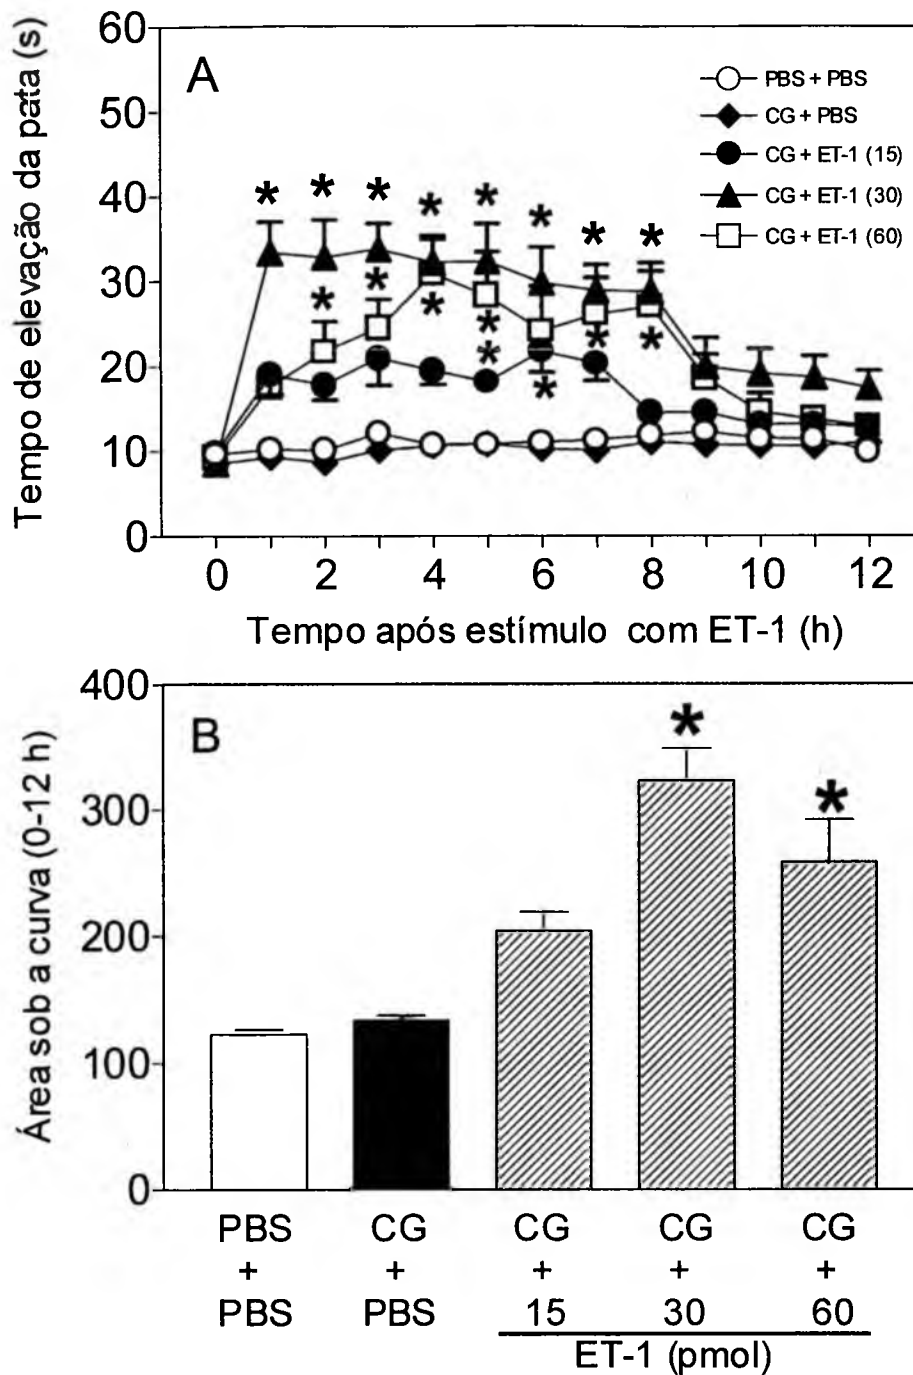 A
Tempo de elevação da pata (s)
60
50
40
30
20
10
0
PBS + PBS
CG + PBS
CG + ET-1 (15)
CG + ET-1 (30)
CG + ET-1 (60)
* * * * * * * *
* * * * * *
* *
0 2 4 6 8 10 12
Tempo após estímulo com ET-1 (h)
B
Área sob a curva (0-12 h)
400
300
200
100
0
*
*
PBS CG CG CG CG
+ + + + +
PBS PBS 15 30 60
ET-1 (pmol)